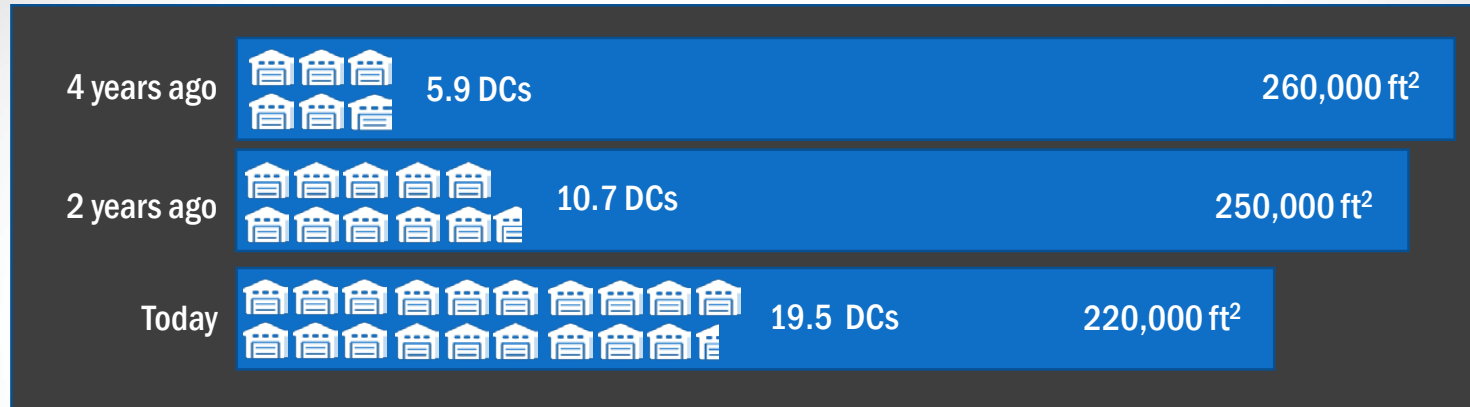 4 years ago 5.9 DCs 260,000 ft²
2 years ago 10.7 DCs 250,000 ft²
Today 19.5 DCs 220,000 ft²